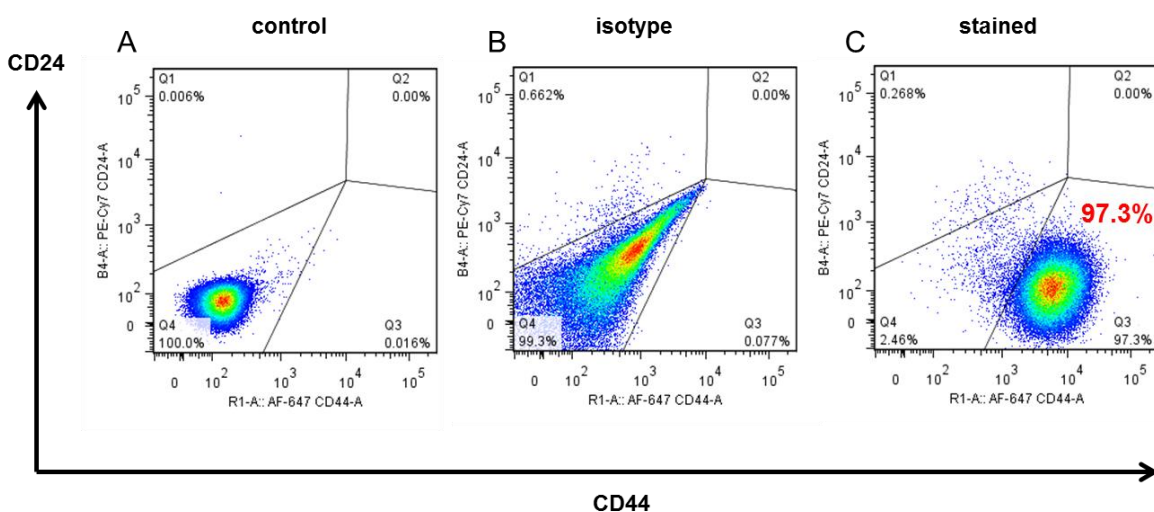 control
isotype
stained
A
B
C
CD24
Q1
0.006%
Q2
0.00%
Q4
100.0%
Q3
0.016%
10^5
10^4
10^3
10^2
0
B4-A:: PE-Cy7 CD24-A
0 10^2 10^3 10^4 10^5
R1-A:: AF-647 CD44-A
Q1
0.662%
Q2
0.00%
Q4
99.3%
Q3
0.077%
10^5
10^4
10^3
10^2
0
B4-A:: PE-Cy7 CD24-A
0 10^2 10^3 10^4 10^5
R1-A:: AF-647 CD44-A
Q1
0.268%
Q2
0.00%
97.3%
Q4
2.46%
Q3
97.3%
10^5
10^4
10^3
10^2
0
B4-A:: PE-Cy7 CD24-A
0 10^2 10^3 10^4 10^5
R1-A:: AF-647 CD44-A
CD44